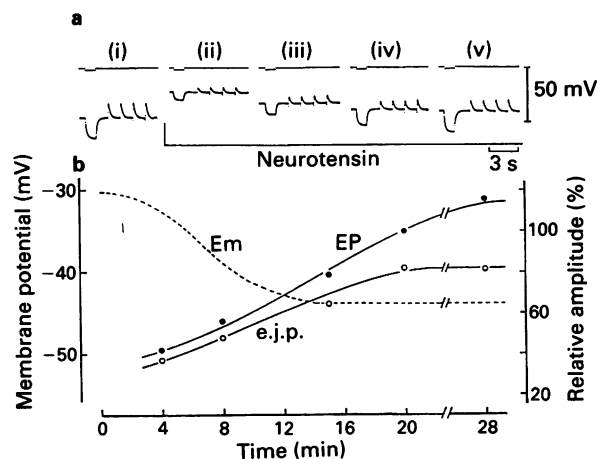 a
(i) (ii) (iii) (iv) (v)
50 mV
Neurotensin
3 s
b
Membrane potential (mV)
−30
−40
−50
Em
EP
e.j.p.
100
60
20
Relative amplitude (%)
0 4 8 12 16 20 28
Time (min)